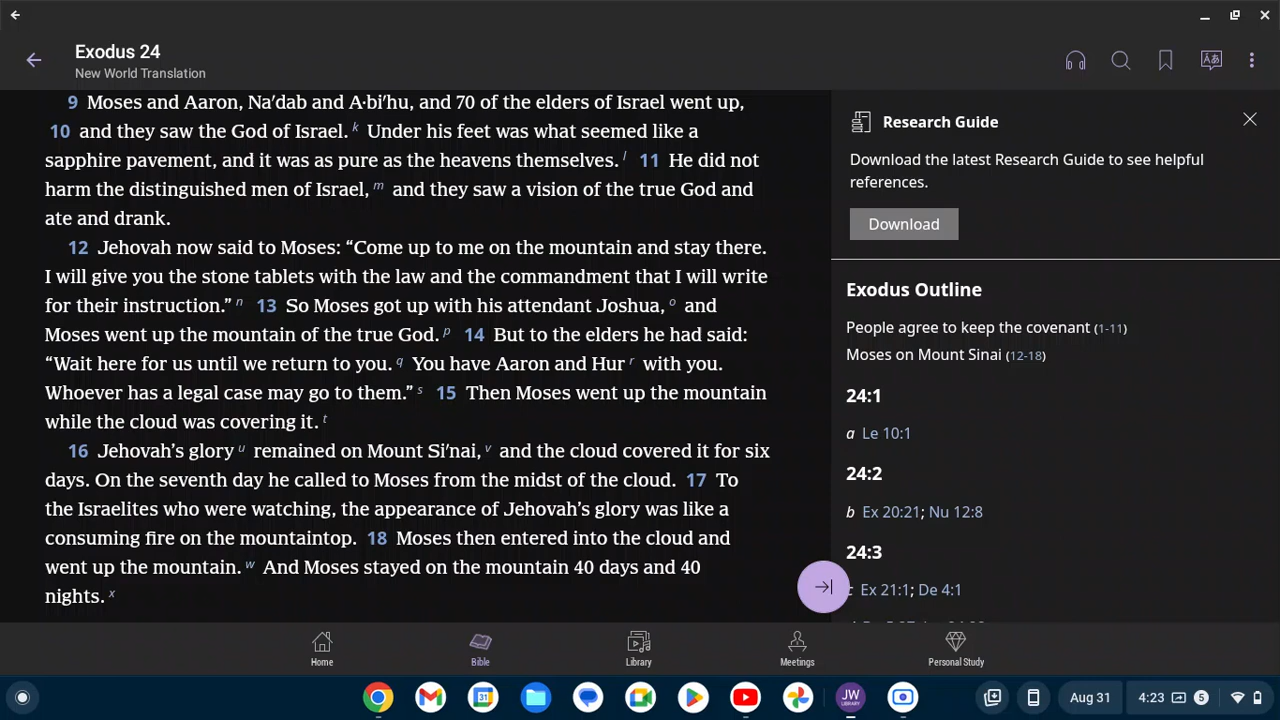 Exodus 24
New World Translation
9 Moses and Aaron, Naʹdab and A·biʹhu, and 70 of the elders of Israel went up,
10 and they saw the God of Israel. k Under his feet was what seemed like a
sapphire pavement, and it was as pure as the heavens themselves. l 11 He did not
harm the distinguished men of Israel, m and they saw a vision of the true God and
ate and drank.
12 Jehovah now said to Moses: “Come up to me on the mountain and stay there.
I will give you the stone tablets with the law and the commandment that I will write
for their instruction.” n 13 So Moses got up with his attendant Joshua, o and
Moses went up the mountain of the true God. p 14 But to the elders he had said:
“Wait here for us until we return to you. q You have Aaron and Hur r with you.
Whoever has a legal case may go to them.” s 15 Then Moses went up the mountain
while the cloud was covering it. t
16 Jehovah’s glory u remained on Mount Siʹnai, v and the cloud covered it for six
days. On the seventh day he called to Moses from the midst of the cloud. 17 To
the Israelites who were watching, the appearance of Jehovah’s glory was like a
consuming fire on the mountaintop. 18 Moses then entered into the cloud and
went up the mountain. w And Moses stayed on the mountain 40 days and 40
nights. x
Research Guide
Download the latest Research Guide to see helpful
references.
Download
Exodus Outline
People agree to keep the covenant (1-11)
Moses on Mount Sinai (12-18)
24:1
a Le 10:1
24:2
b Ex 20:21; Nu 12:8
24:3
c Ex 21:1; De 4:1
Home
Bible
Library
Meetings
Personal Study
31
JW
LIBRARY
Aug 31
4:23
5